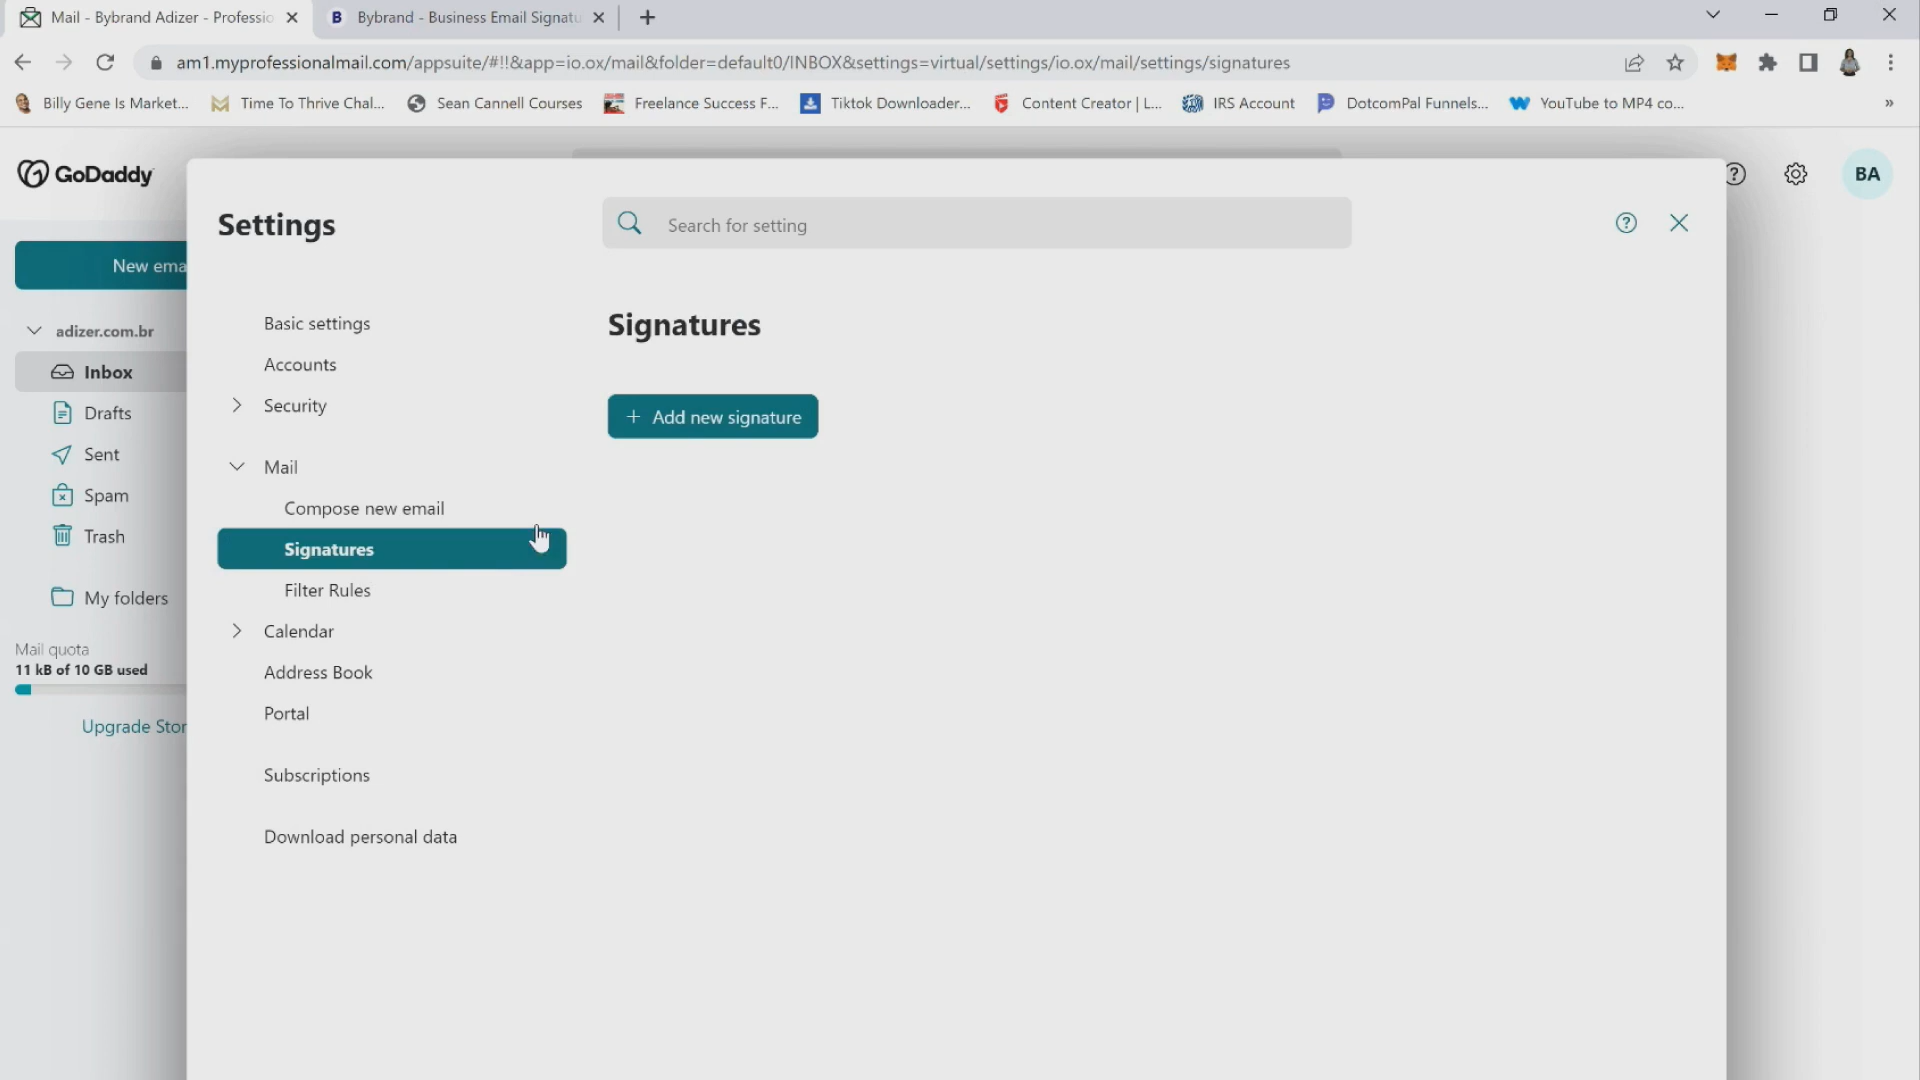 Mail - Bybrand Adizer - Professio
B Bybrand - Business Email Signatu
am1.myprofessionalmail.com/appsuite/#!!&app=io.ox/mail&folder=default0/INBOX&settings=virtual/settings/io.ox/mail/settings/signatures
Billy Gene Is Market... Time To Thrive Chal... Sean Cannell Courses Freelance Success F... Tiktok Downloader... Content Creator | L... IRS Account DotcomPal Funnels... YouTube to MP4 co... »
GoDaddy
BA
Settings
Search for setting
New ema
adizer.com.br
Inbox
Drafts
Sent
Spam
Trash
My folders
Mail quota
11 kB of 10 GB used
Upgrade Stor
Basic settings
Accounts
Security
Mail
Compose new email
Signatures
Filter Rules
Calendar
Address Book
Portal
Subscriptions
Download personal data
Signatures
+ Add new signature